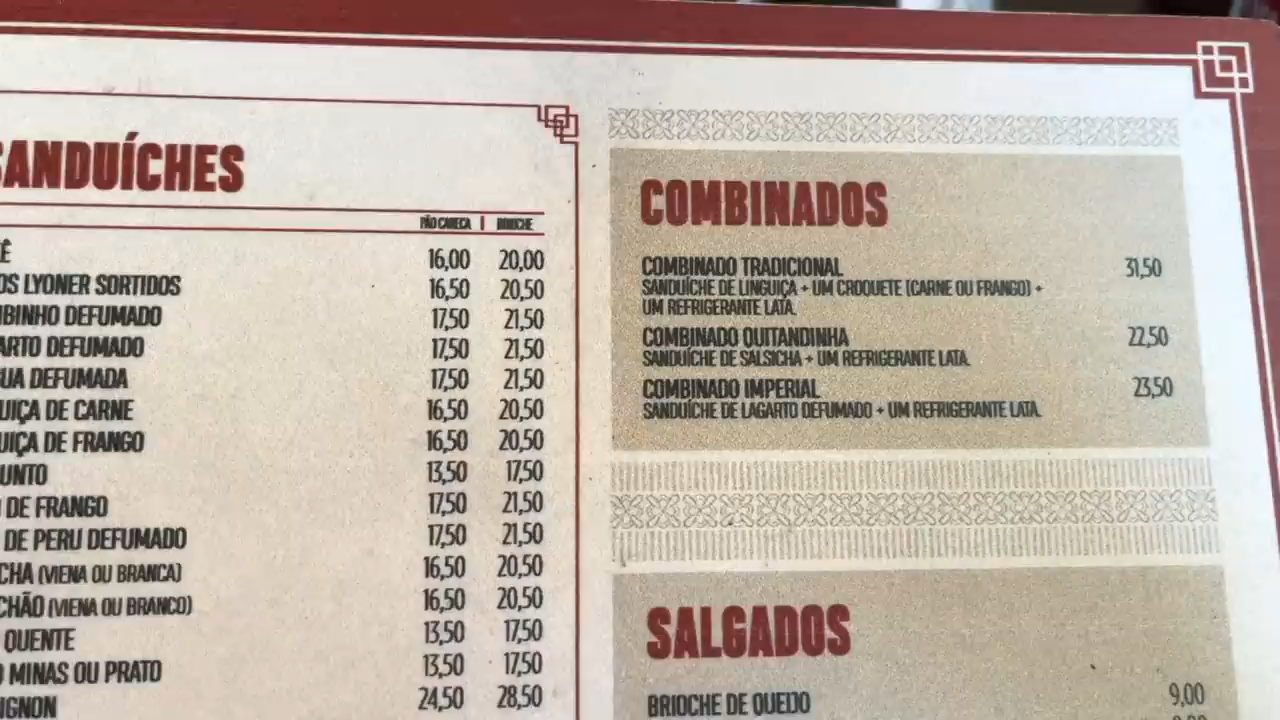 SANDUÍCHES
PÃO CARECA | BRIOCHE
16,00 20,00
OS LYONER SORTIDOS 16,50 20,50
BINHO DEFUMADO 17,50 21,50
ARTO DEFUMADO 17,50 21,50
UA DEFUMADA 17,50 21,50
UIÇA DE CARNE 16,50 20,50
UIÇA DE FRANGO 16,50 20,50
UNTO 13,50 17,50
DE FRANGO 17,50 21,50
DE PERU DEFUMADO 17,50 21,50
CHA (VIENA OU BRANCA) 16,50 20,50
CHÃO (VIENA OU BRANCO) 16,50 20,50
QUENTE 13,50 17,50
O MINAS OU PRATO 13,50 17,50
IGNON 24,50 28,50
COMBINADOS
COMBINADO TRADICIONAL 31,50
SANDUÍCHE DE LINGUIÇA + UM CROQUETE (CARNE OU FRANGO) +
UM REFRIGERANTE LATA.
COMBINADO QUITANDINHA 22,50
SANDUÍCHE DE SALSICHA + UM REFRIGERANTE LATA.
COMBINADO IMPERIAL 23,50
SANDUÍCHE DE LAGARTO DEFUMADO + UM REFRIGERANTE LATA.
SALGADOS
BRIOCHE DE QUEIJO 9,00